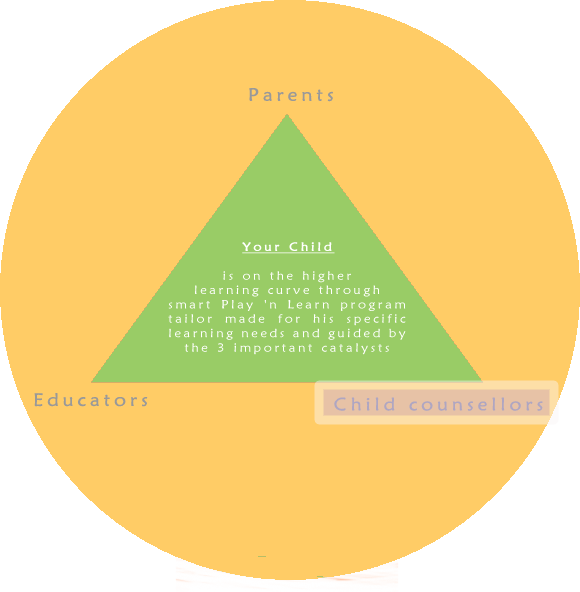 Parents
Your Child
is on the higher
learning curve through
smart Play 'n Learn program
tailor made for his specific
learning needs and guided by
the 3 important catalysts
Educators
Child counsellors